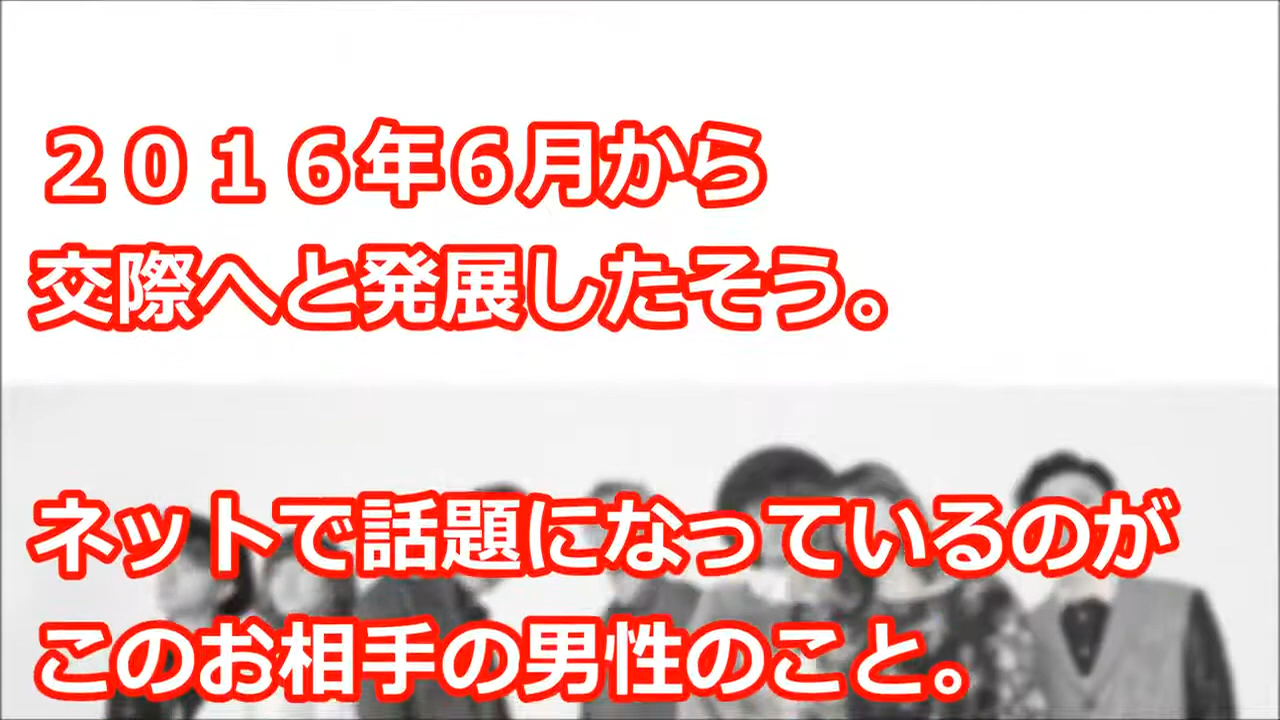 ２０１６年６月から
交際へと発展したそう。
ネットで話題になっているのが
このお相手の男性のこと。